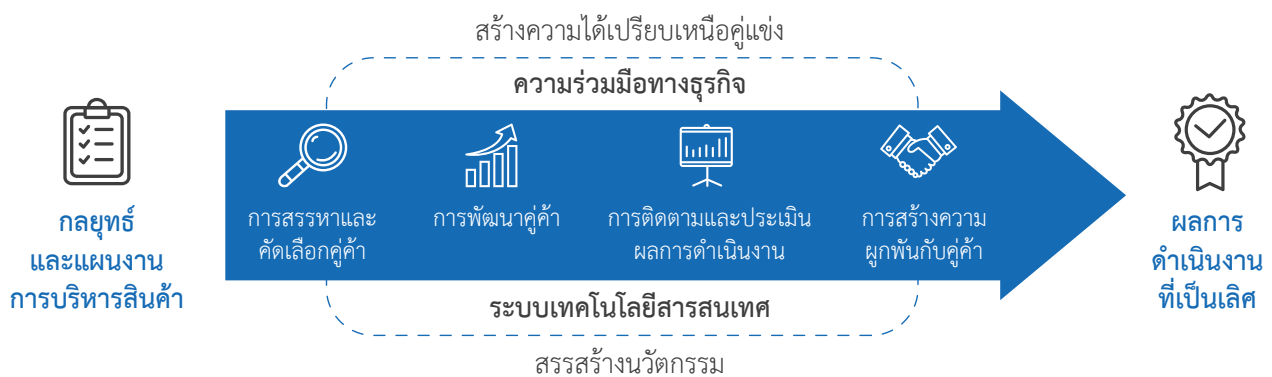 สร้างความได้เปรียบเหนือคู่แข่ง
ความร่วมมือทางธุรกิจ
กลยุทธ์
และแผนงาน
การบริหารสินค้า
การสรรหาและ
คัดเลือกคู่ค้า
การพัฒนาคู่ค้า
การติดตามและประเมิน
ผลการดำเนินงาน
การสร้างความ
ผูกพันกับคู่ค้า
ผลการ
ดำเนินงาน
ที่เป็นเลิศ
ระบบเทคโนโลยีสารสนเทศ
สรรสร้างนวัตกรรม